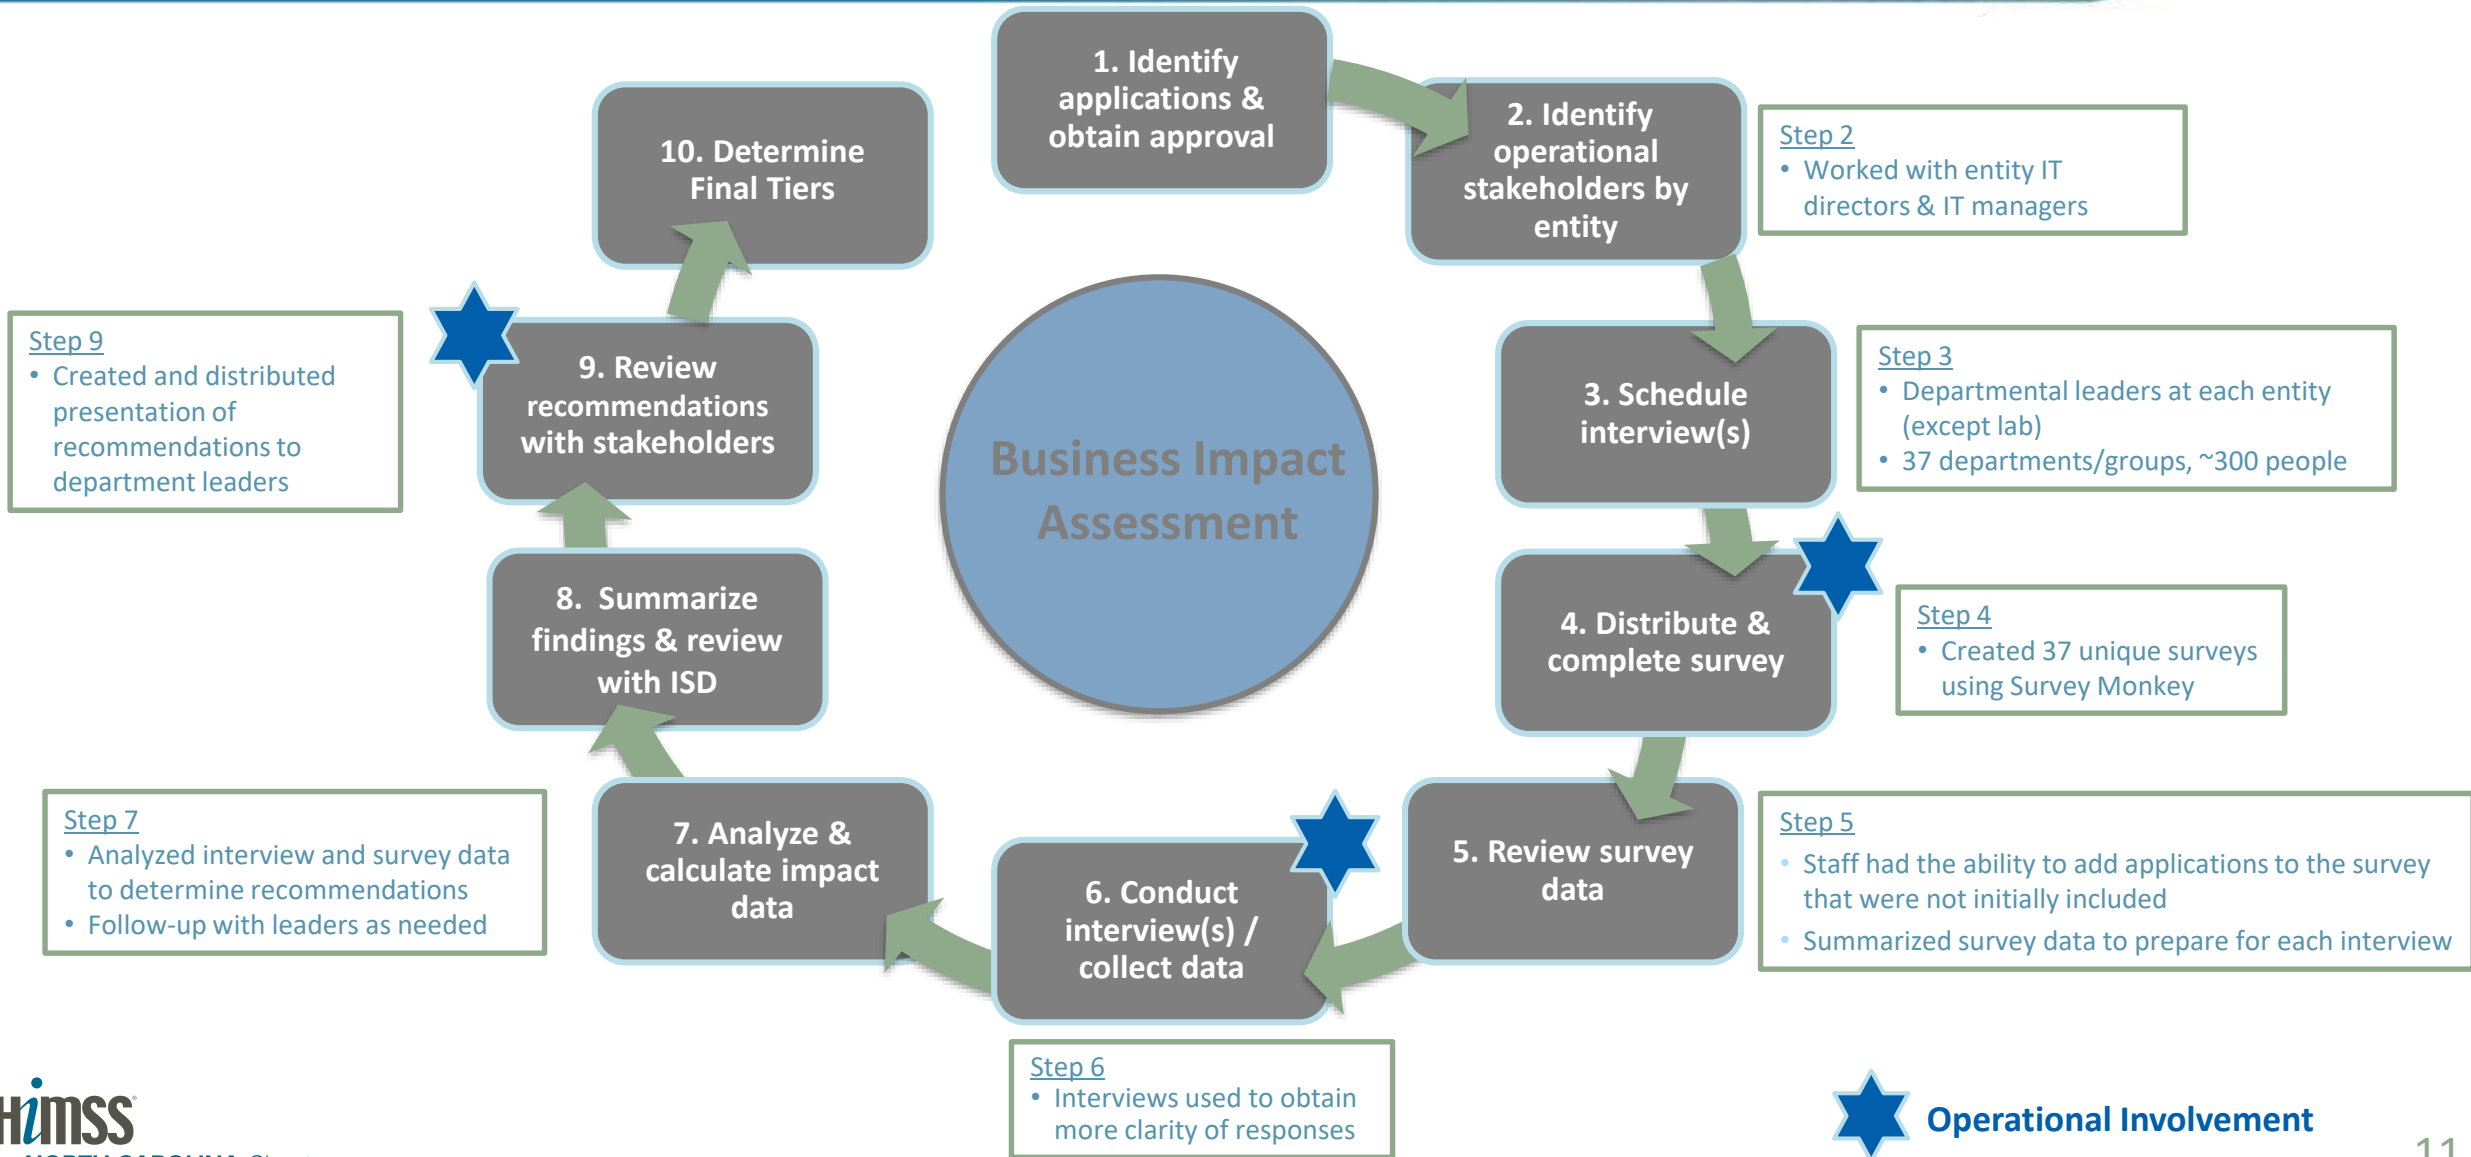 1. Identify
applications &
obtain approval
2. Identify
operational
stakeholders by
entity
Step 2
• Worked with entity IT
directors & IT managers
3. Schedule
interview(s)
Step 3
• Departmental leaders at each entity
(except lab)
• 37 departments/groups, ~300 people
4. Distribute &
complete survey
Step 4
• Created 37 unique surveys
using Survey Monkey
5. Review survey
data
Step 5
• Staff had the ability to add applications to the survey
that were not initially included
• Summarized survey data to prepare for each interview
6. Conduct
interview(s) /
collect data
Step 6
• Interviews used to obtain
more clarity of responses
7. Analyze &
calculate impact
data
Step 7
• Analyzed interview and survey data
to determine recommendations
• Follow-up with leaders as needed
8. Summarize
findings & review
with ISD
9. Review
recommendations
with stakeholders
Step 9
• Created and distributed
presentation of
recommendations to
department leaders
10. Determine
Final Tiers
Business Impact
Assessment
Operational Involvement
HiMSS
NORTH CAROLINA
11